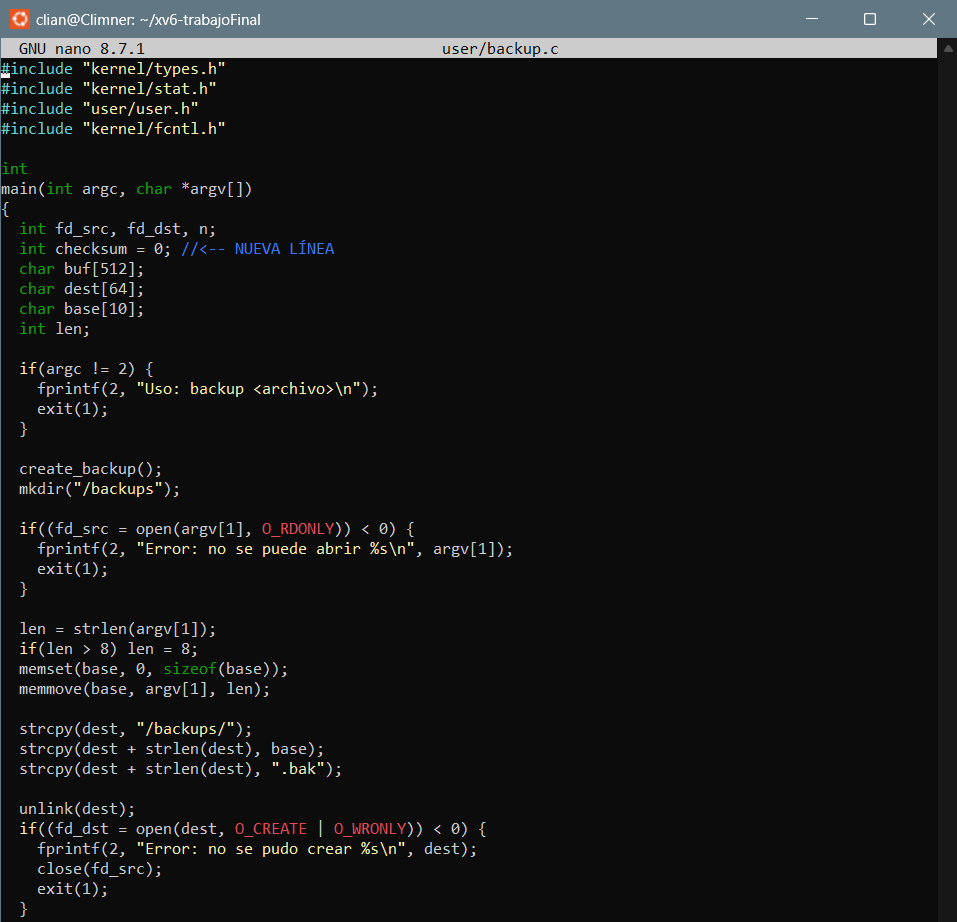 clian@Climner: ~/xv6-trabajoFinal
GNU nano 8.7.1 user/backup.c
#include "kernel/types.h"
#include "kernel/stat.h"
#include "user/user.h"
#include "kernel/fcntl.h"

int
main(int argc, char *argv[])
{
  int fd_src, fd_dst, n;
  int checksum = 0; //<-- NUEVA LÍNEA
  char buf[512];
  char dest[64];
  char base[10];
  int len;

  if(argc != 2) {
    fprintf(2, "Uso: backup <archivo>\n");
    exit(1);
  }

  create_backup();
  mkdir("/backups");

  if((fd_src = open(argv[1], O_RDONLY)) < 0) {
    fprintf(2, "Error: no se puede abrir %s\n", argv[1]);
    exit(1);
  }

  len = strlen(argv[1]);
  if(len > 8) len = 8;
  memset(base, 0, sizeof(base));
  memmove(base, argv[1], len);

  strcpy(dest, "/backups/");
  strcpy(dest + strlen(dest), base);
  strcpy(dest + strlen(dest), ".bak");

  unlink(dest);
  if((fd_dst = open(dest, O_CREATE | O_WRONLY)) < 0) {
    fprintf(2, "Error: no se pudo crear %s\n", dest);
    close(fd_src);
    exit(1);
  }